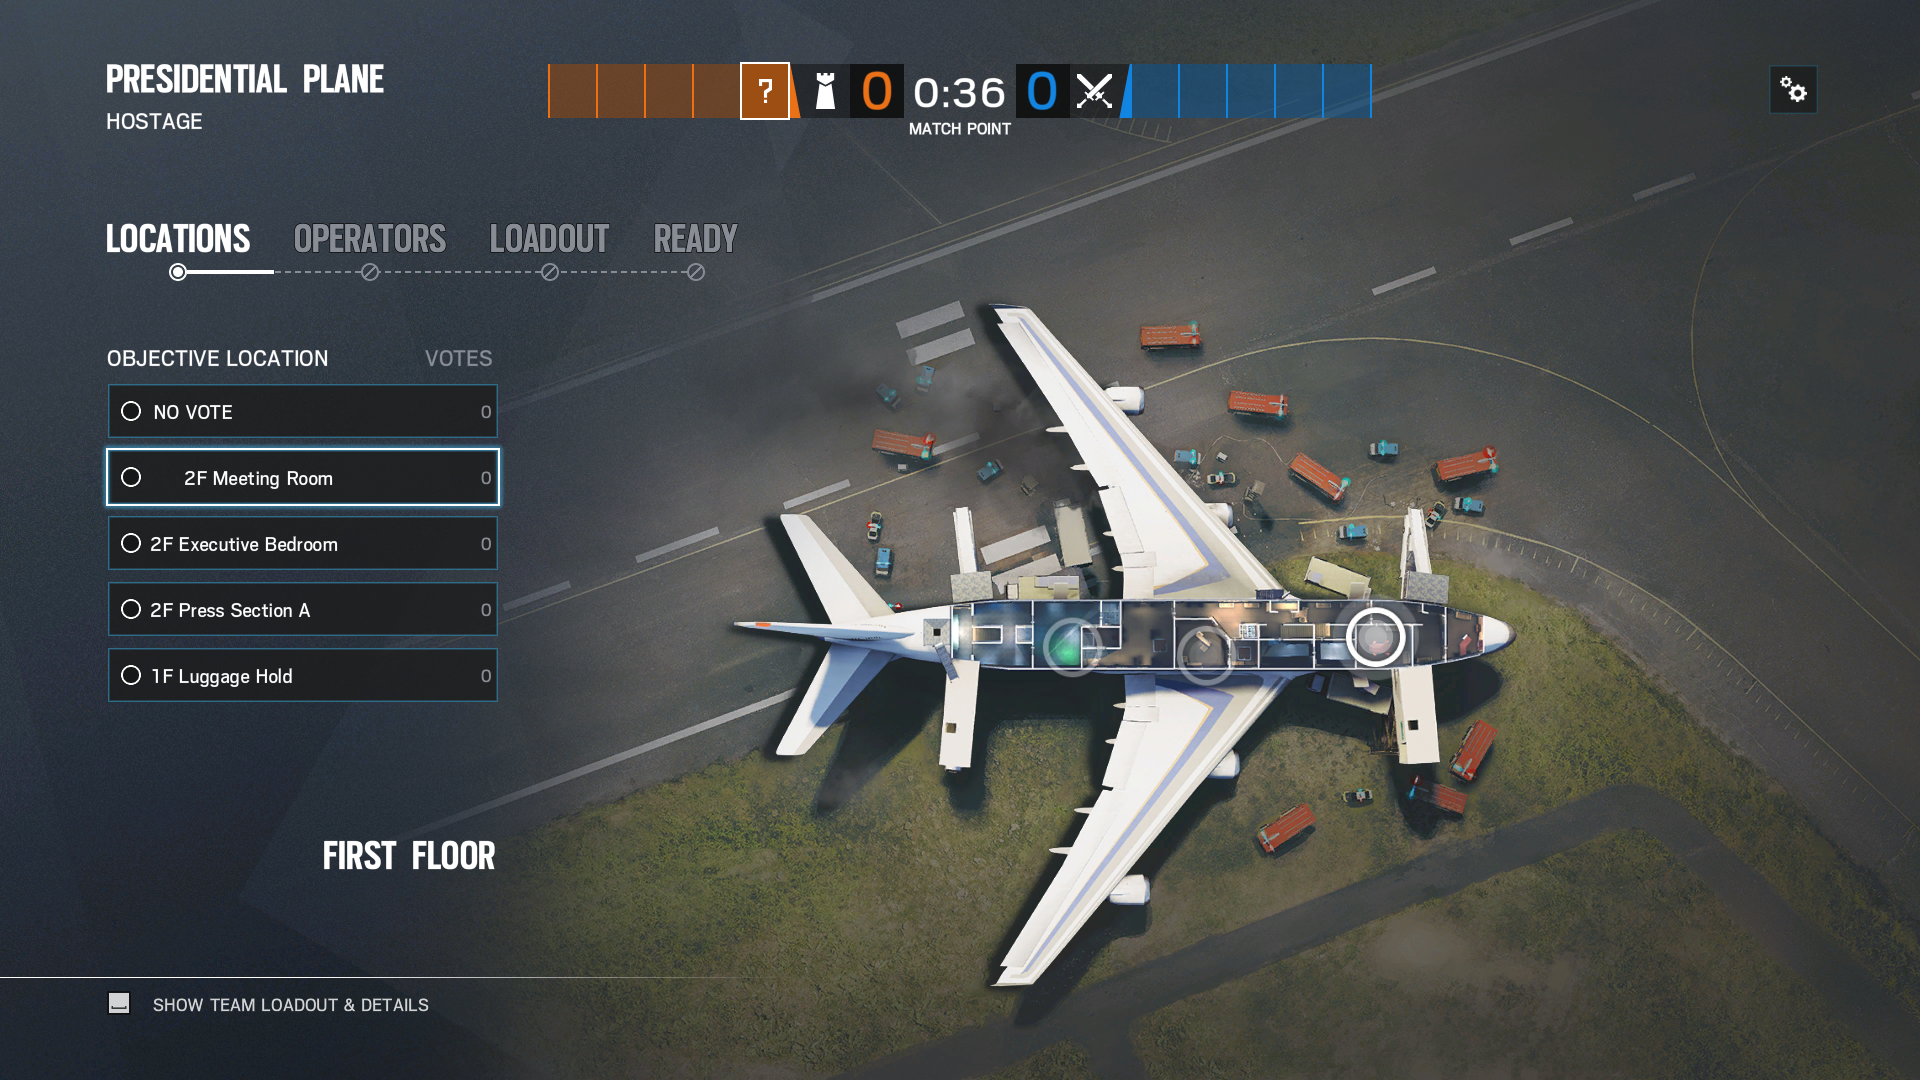 PRESIDENTIAL PLANE
HOSTAGE
?
0
0:36
0
MATCH POINT
LOCATIONS
OPERATORS
LOADOUT
READY
OBJECTIVE LOCATION
VOTES
NO VOTE 0
2F Meeting Room 0
2F Executive Bedroom 0
2F Press Section A 0
1F Luggage Hold 0
FIRST FLOOR
SHOW TEAM LOADOUT & DETAILS